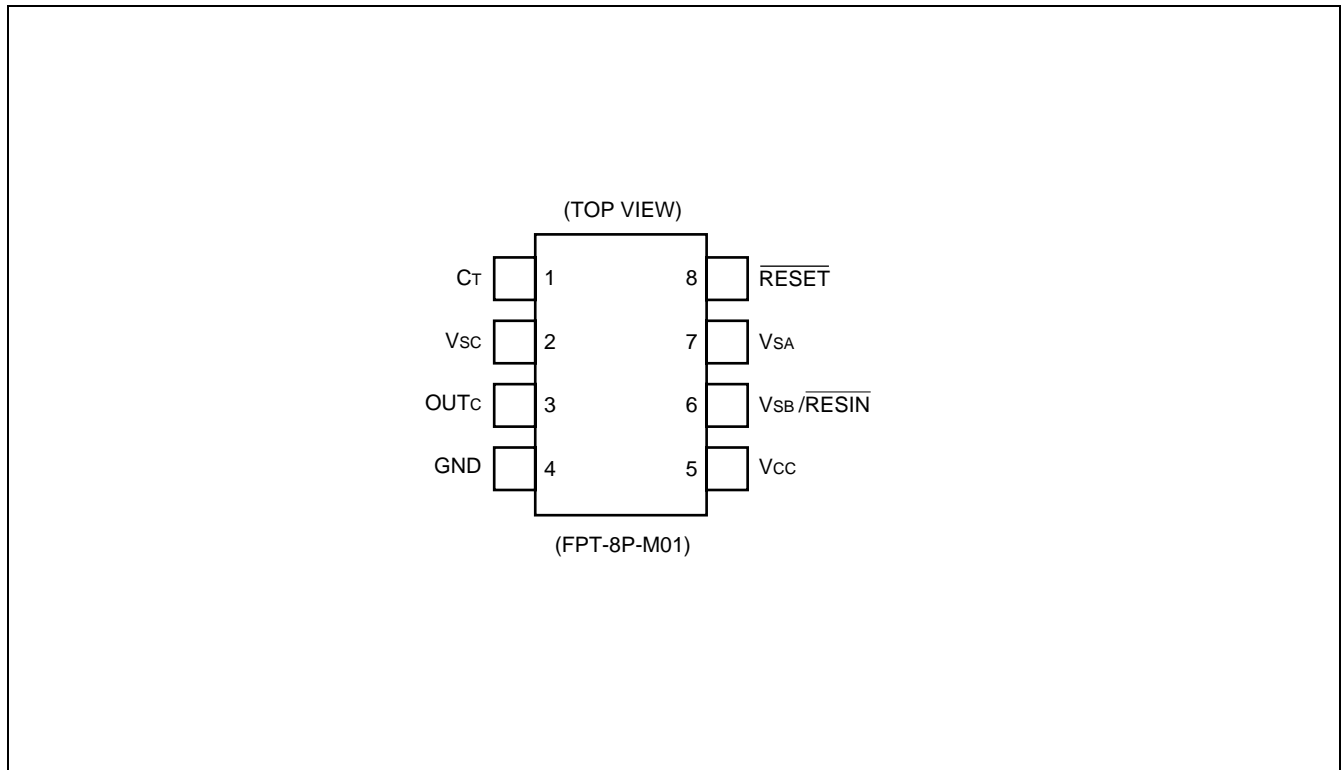 (TOP VIEW)
CT 1 8 RESET
VSC 2 7 VSA
OUTC 3 6 VSB/RESIN
GND 4 5 VCC
(FPT-8P-M01)